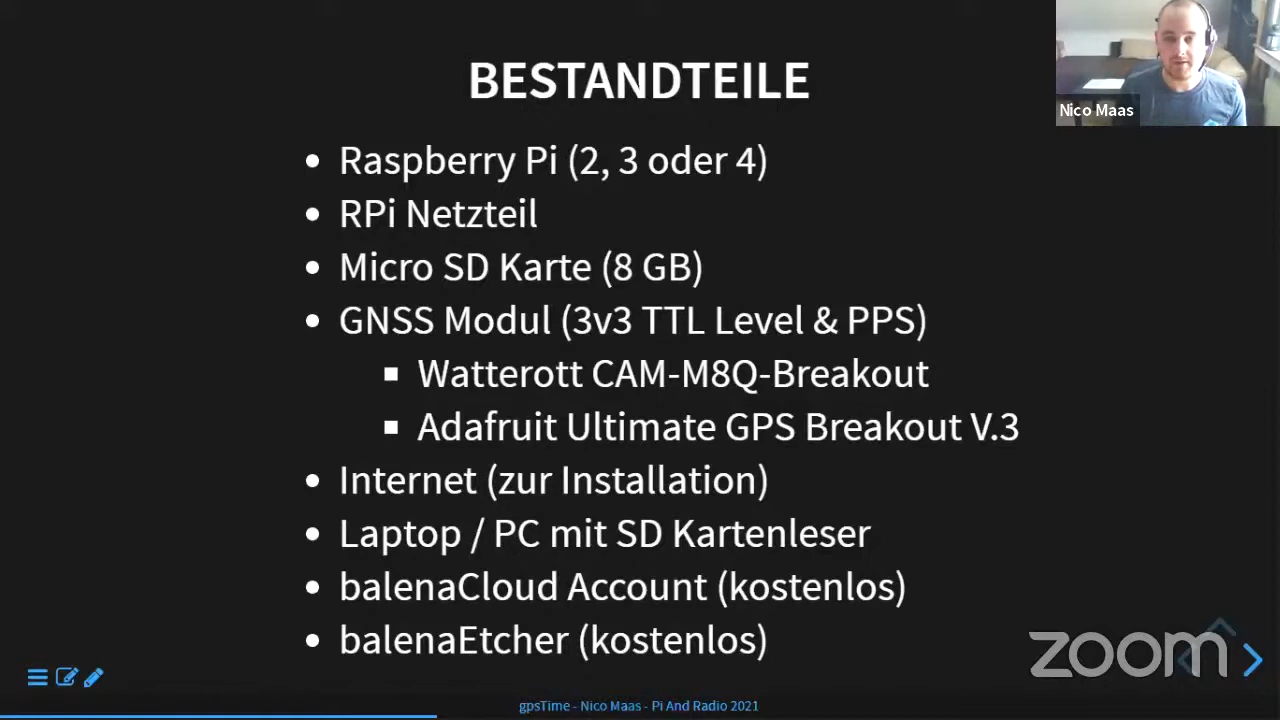 BESTANDTEILE
Nico Maas
Raspberry Pi (2, 3 oder 4)
RPi Netzteil
Micro SD Karte (8 GB)
GNSS Modul (3v3 TTL Level & PPS)
Watterott CAM-M8Q-Breakout
Adafruit Ultimate GPS Breakout V.3
Internet (zur Installation)
Laptop / PC mit SD Kartenleser
balenaCloud Account (kostenlos)
balenaEtcher (kostenlos)
zoom
gpsTime - Nico Maas - Pi And Radio 2021